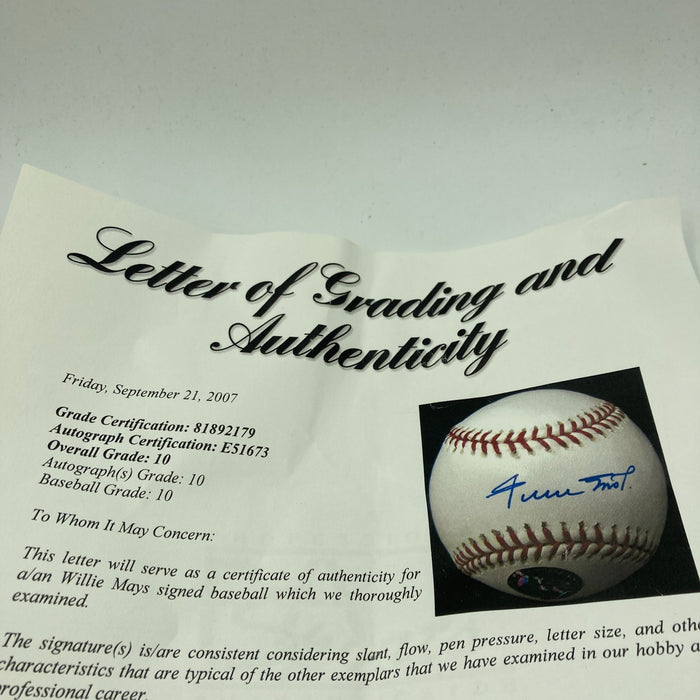 Letter of Grading and
Authenticity
Friday, September 21, 2007
Grade Certification: 81892179
Autograph Certification: E51673
Overall Grade: 10
Autograph(s) Grade: 10
Baseball Grade: 10
To Whom It May Concern:
This letter will serve as a certificate of authenticity for
a/an Willie Mays signed baseball which we thoroughly
examined.
The signature(s) is/are consistent considering slant, flow, pen pressure, letter size, and othe
characteristics that are typical of the other exemplars that we have examined in our hobby a
professional career.